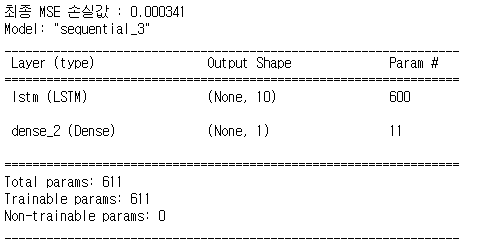 최종 MSE 손실값 : 0.000341
Model: "sequential_3"
_________________________________________________________________
Layer (type) Output Shape Param #
=================================================================
lstm (LSTM) (None, 10) 600
dense_2 (Dense) (None, 1) 11
=================================================================
Total params: 611
Trainable params: 611
Non-trainable params: 0
_________________________________________________________________